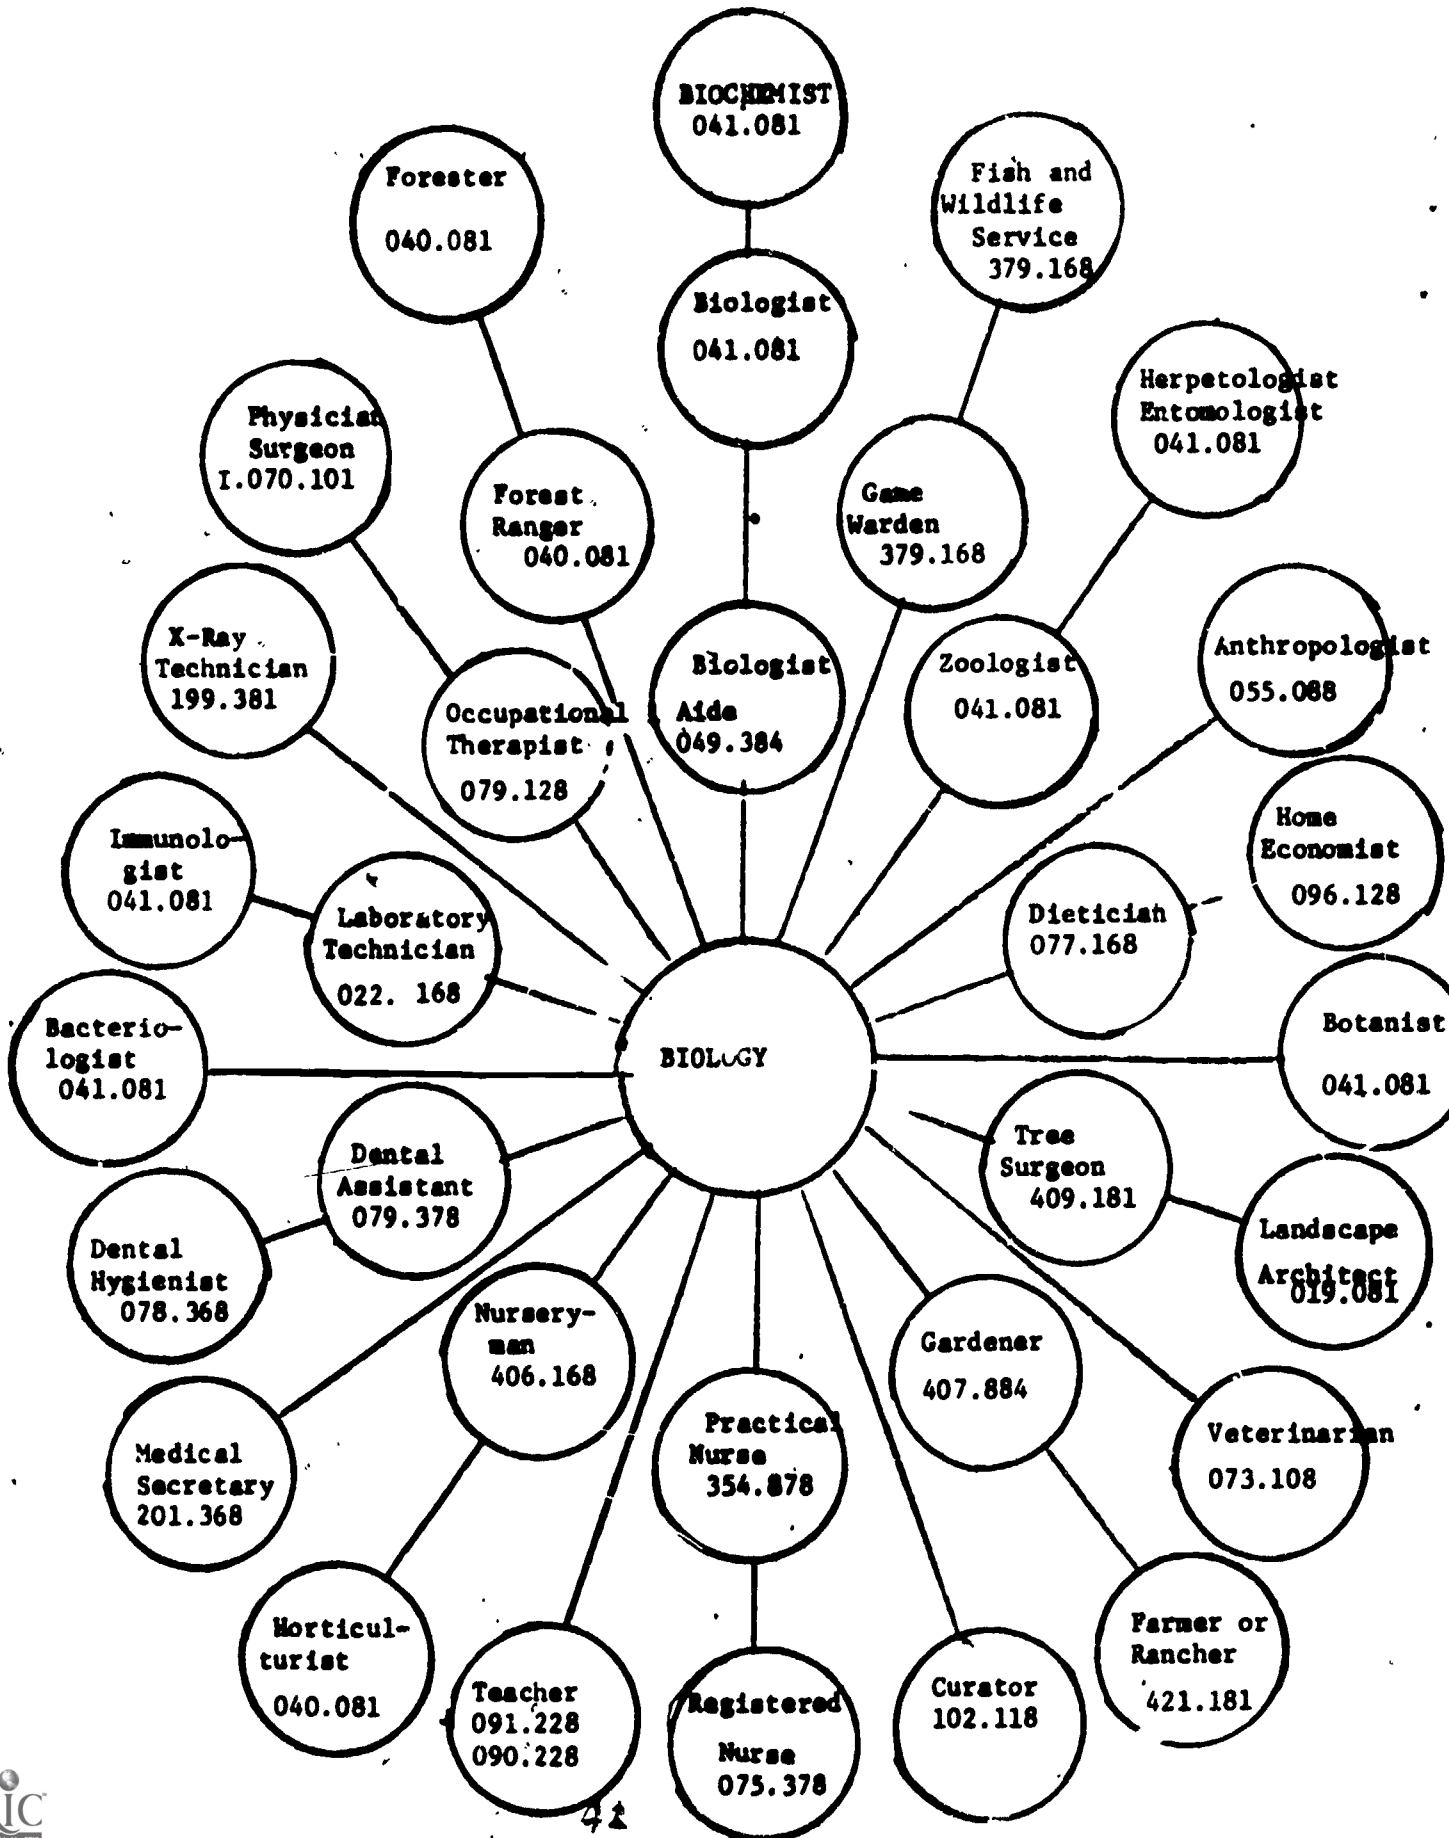 BIOCHEMIST
041.081
Forester
040.081
Fish and
Wildlife
Service
379.168
Biologist
041.081
Herpetologist
Entomologist
041.081
Physician
Surgeon
I.070.101
Forest
Ranger
040.081
Game
Warden
379.168
X-Ray
Technician
199.381
Occupational
Therapist
079.128
Biologist
Aide
049.384
Zoologist
041.081
Anthropologist
055.088
Immunolo-
gist
041.081
Laboratory
Technician
022. 168
Dietician
077.168
Home
Economist
096.128
Bacterio-
logist
041.081
BIOLOGY
Botanist
041.081
Dental
Assistant
079.378
Tree
Surgeon
409.181
Dental
Hygienist
078.368
Landscape
Architect
019.081
Nursery-
man
406.168
Gardener
407.884
Medical
Secretary
201.368
Practical
Nurse
354.878
Veterinarian
073.108
Horticul-
turist
040.081
Teacher
091.228
090.228
Registered
Nurse
075.378
Curator
102.118
Farmer or
Rancher
421.181
IC